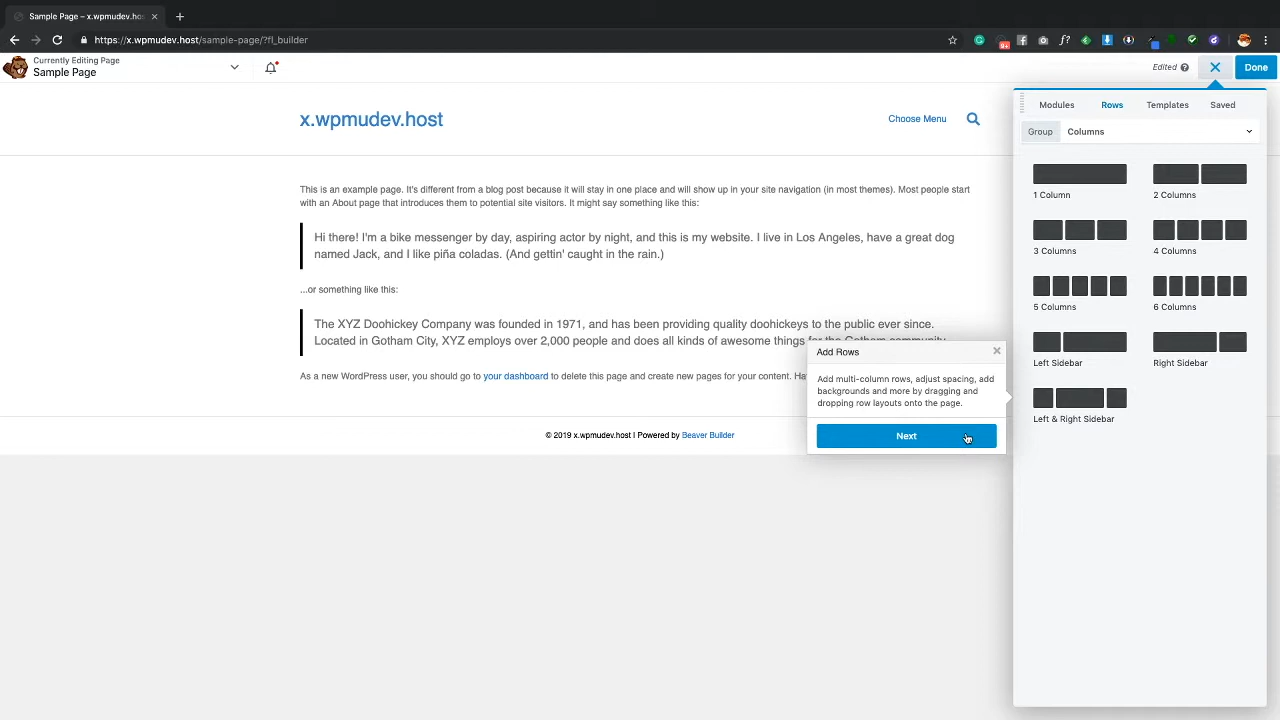 Sample Page – x.wpmudev.hos
https://x.wpmudev.host/sample-page/?fl_builder
Currently Editing Page
Sample Page
Edited
Done
x.wpmudev.host
Choose Menu
This is an example page. It's different from a blog post because it will stay in one place and will show up in your site navigation (in most themes). Most people start
with an About page that introduces them to potential site visitors. It might say something like this:
Hi there! I'm a bike messenger by day, aspiring actor by night, and this is my website. I live in Los Angeles, have a great dog
named Jack, and I like piña coladas. (And gettin' caught in the rain.)
...or something like this:
The XYZ Doohickey Company was founded in 1971, and has been providing quality doohickeys to the public ever since.
Located in Gotham City, XYZ employs over 2,000 people and does all kinds of awesome things for the Gotham community.
As a new WordPress user, you should go to your dashboard to delete this page and create new pages for your content. Ha
© 2019 x.wpmudev.host | Powered by Beaver Builder
Add Rows
Add multi-column rows, adjust spacing, add
backgrounds and more by dragging and
dropping row layouts onto the page.
Next
Modules
Rows
Templates
Saved
Group
Columns
1 Column
2 Columns
3 Columns
4 Columns
5 Columns
6 Columns
Left Sidebar
Right Sidebar
Left & Right Sidebar